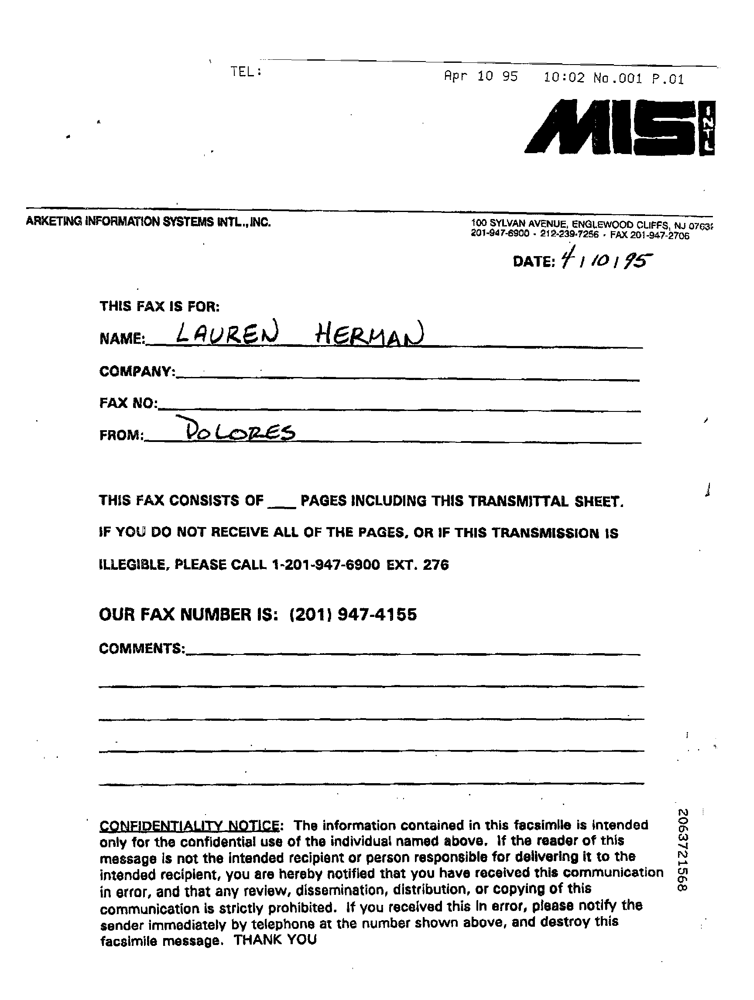 TEL: Apr 10 95 10:02 No.001 P.01
MIS INTL
ARKETING INFORMATION SYSTEMS INTL., INC.
100 SYLVAN AVENUE, ENGLEWOOD CLIFFS, NJ 0763
201-947-6900 · 212-239-7256 · FAX 201-947-2706
DATE: 4/10/95
THIS FAX IS FOR:
NAME: LAUREN HERMAN
COMPANY:
FAX NO:
FROM: DOLORES
THIS FAX CONSISTS OF ___ PAGES INCLUDING THIS TRANSMITTAL SHEET.
IF YOU DO NOT RECEIVE ALL OF THE PAGES, OR IF THIS TRANSMISSION IS
ILLEGIBLE, PLEASE CALL 1-201-947-6900 EXT. 276
OUR FAX NUMBER IS: (201) 947-4155
COMMENTS:
CONFIDENTIALITY NOTICE: The information contained in this facsimile is intended
only for the confidential use of the individual named above. If the reader of this
message is not the intended recipient or person responsible for delivering it to the
intended recipient, you are hereby notified that you have received this communication
in error, and that any review, dissemination, distribution, or copying of this
communication is strictly prohibited. If you received this in error, please notify the
sender immediately by telephone at the number shown above, and destroy this
facsimile message. THANK YOU
2063721568